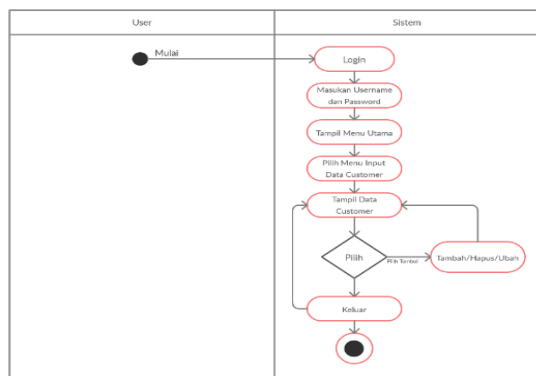 User
Sistem
Mulai
Login
Masukan Username
dan Password
Tampil Menu Utama
Pilih Menu Input
Data Customer
Tampil Data
Customer
Pilih
Pilih Tombol
Tambah/Hapus/Ubah
Keluar